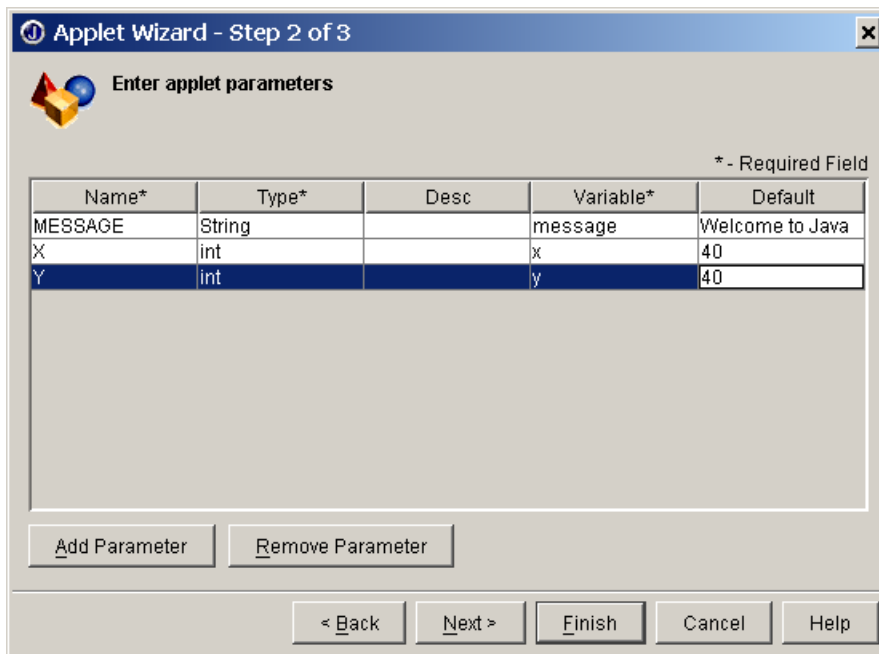 Applet Wizard - Step 2 of 3
Enter applet parameters
* - Required Field
Name* Type* Desc Variable* Default
MESSAGE String message Welcome to Java
X int x 40
Y int y 40
Add Parameter Remove Parameter
< Back Next > Finish Cancel Help